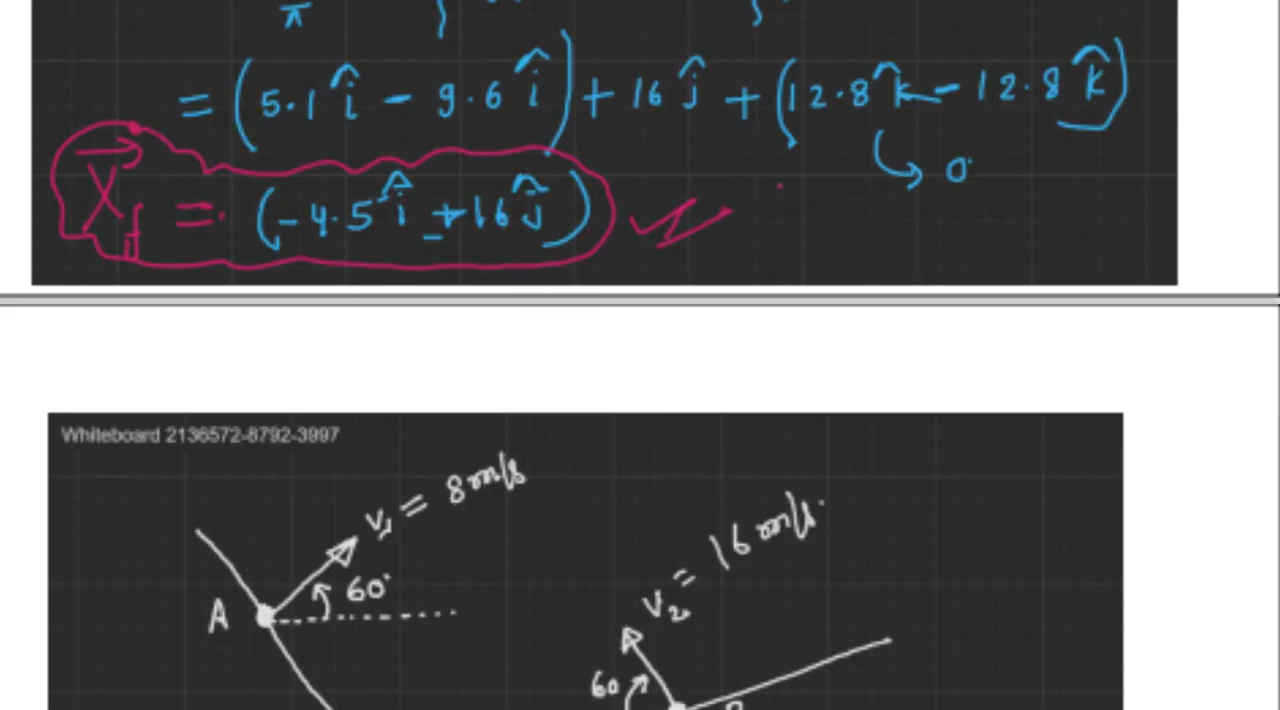 = (5.1 î - 9.6 î) + 16 ĵ + (12.8 k̂ - 12.8 k̂)
↳ 0
X⃗f = (-4.5 î + 16 ĵ)
Whiteboard 2136572-8792-3997
v₁ = 8 m/s
v₂ = 16 m/s
60°
A
60